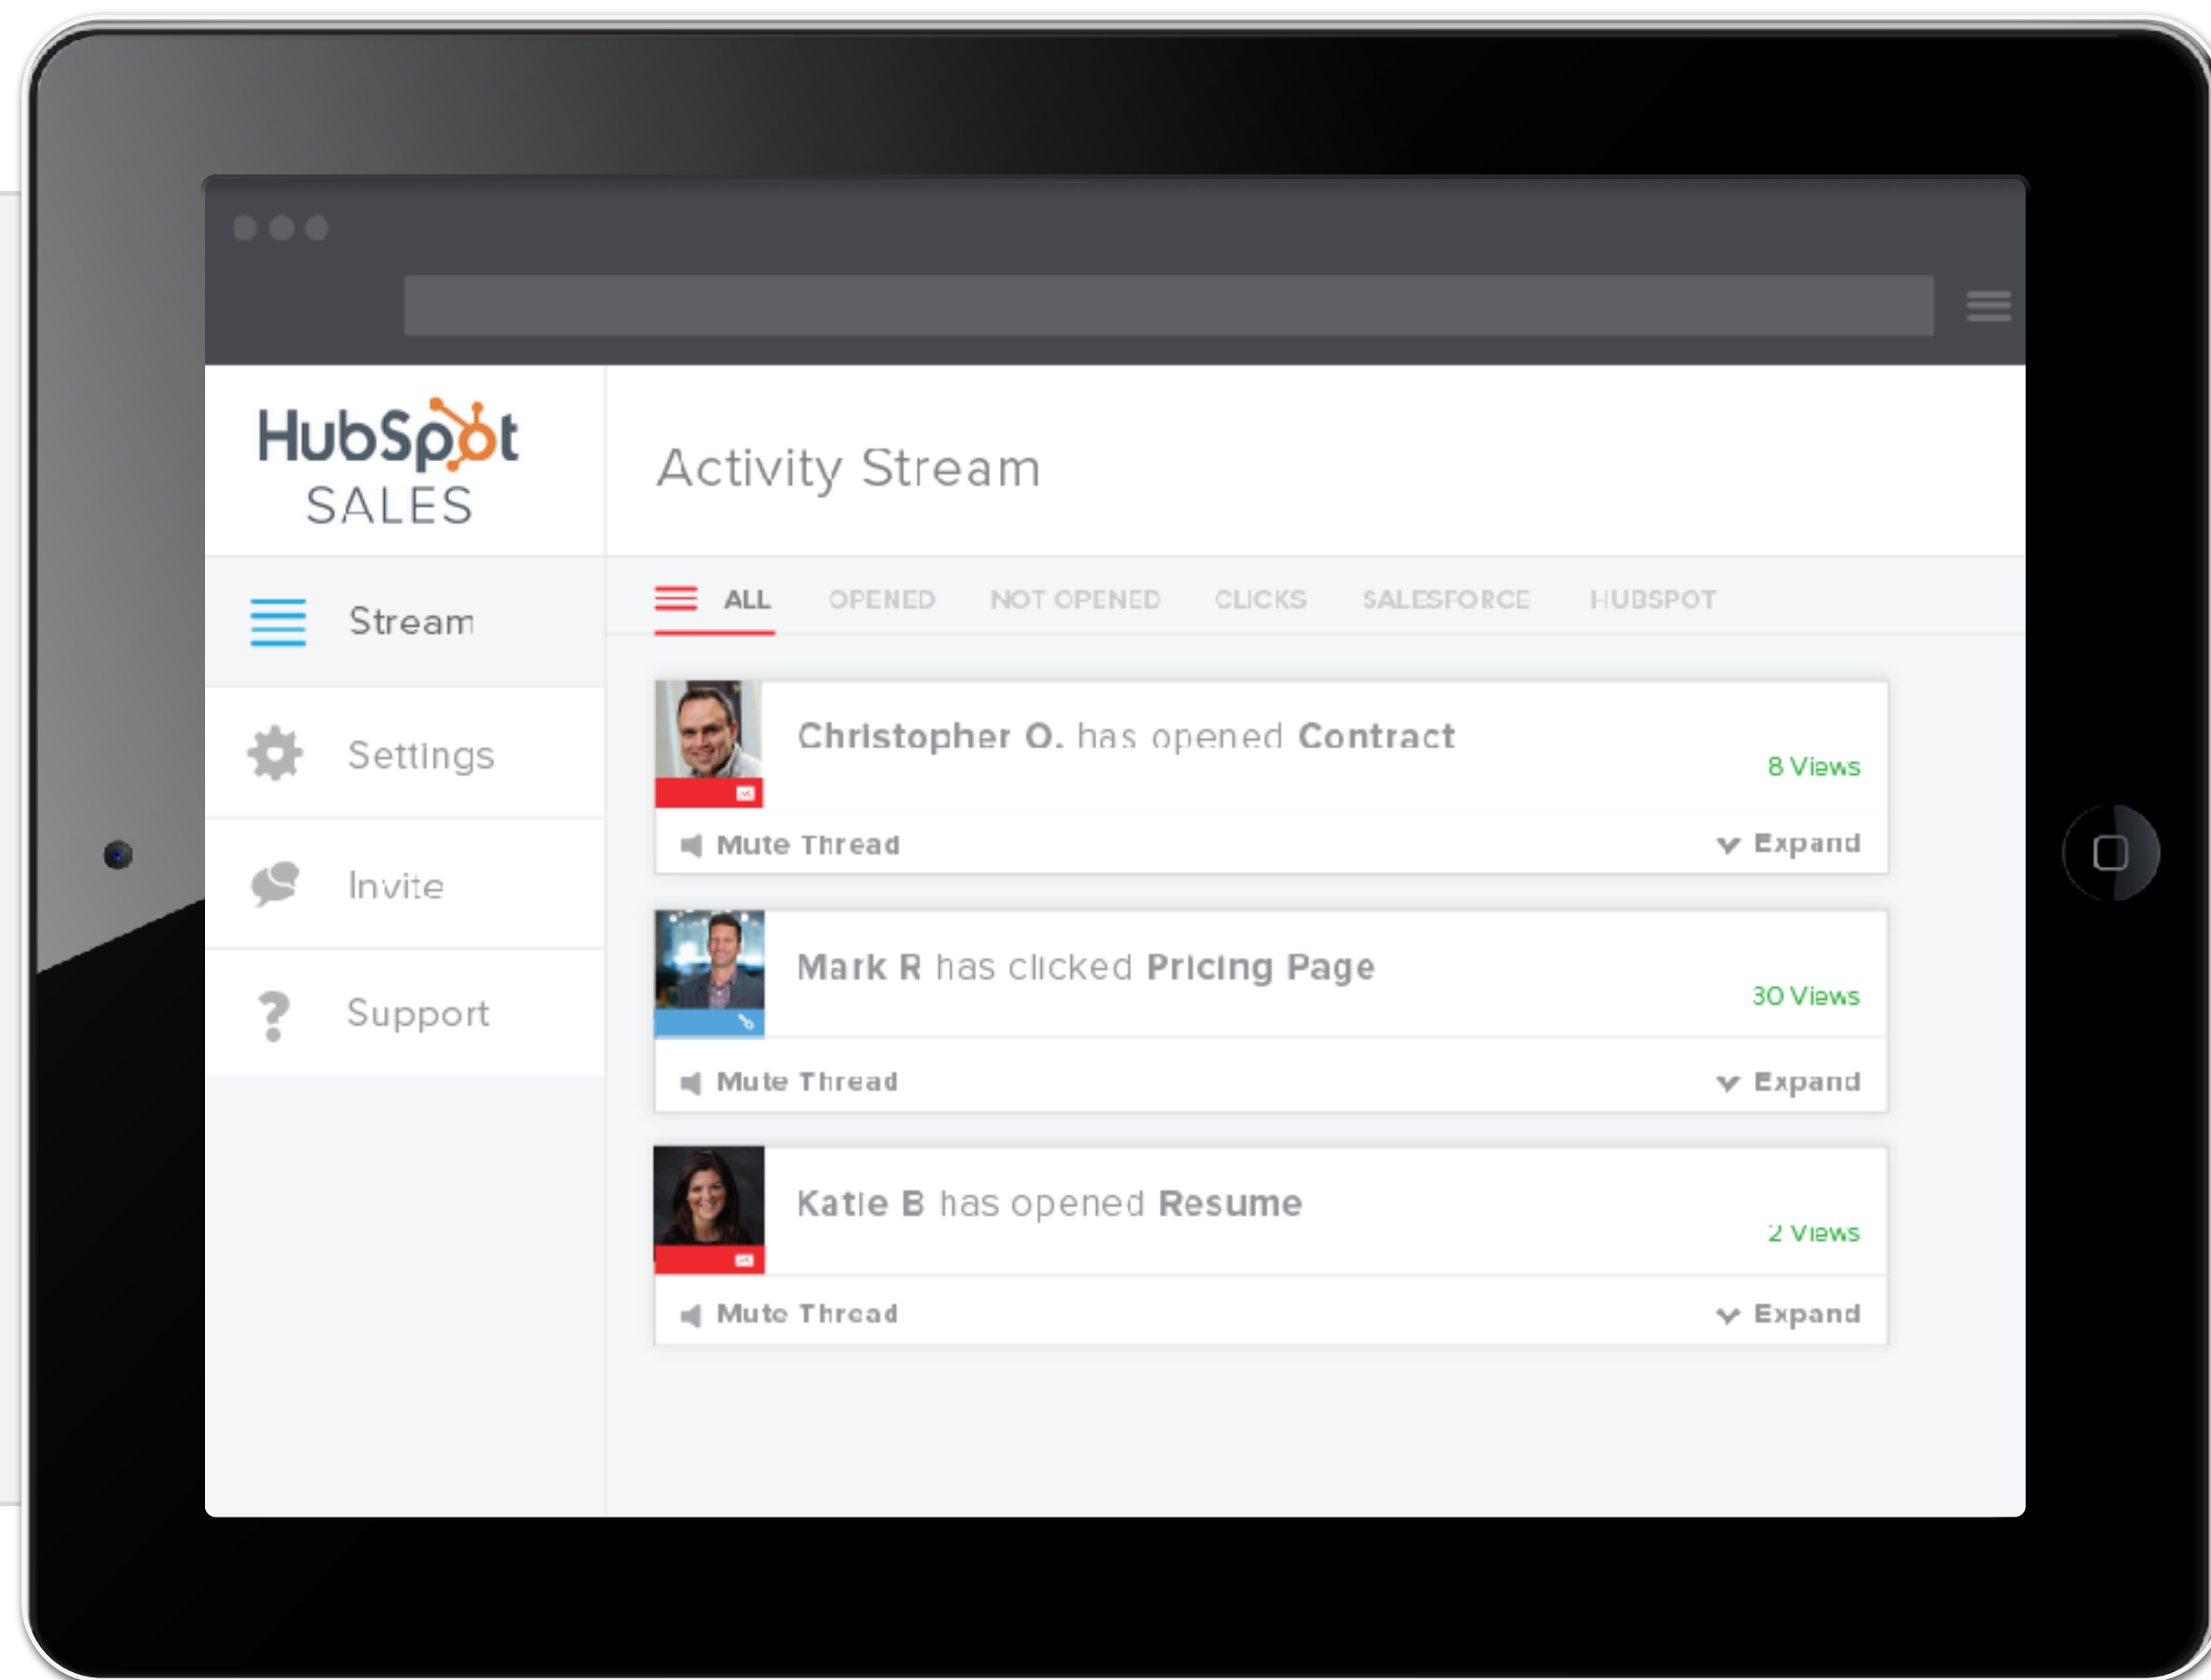 HubSpot
SALES
Activity Stream
Stream
Settings
Invite
Support
ALL OPENED NOT OPENED CLICKS SALESFORCE HUBSPOT
Christopher O. has opened Contract
8 Views
Mute Thread Expand
Mark R has clicked Pricing Page
30 Views
Mute Thread Expand
Katie B has opened Resume
2 Views
Mute Thread Expand